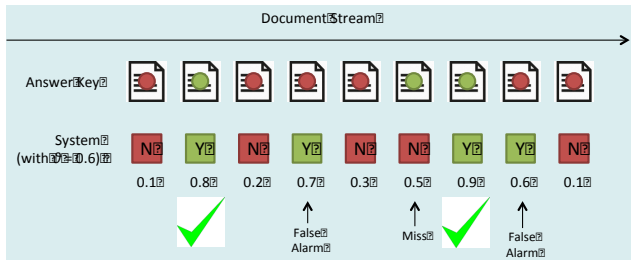 Document Stream
Answer Key
System
(with θ = 0.6)
N Y N Y N N Y Y N
0.1 0.8 0.2 0.7 0.3 0.5 0.9 0.6 0.1
False Alarm
Miss
False Alarm